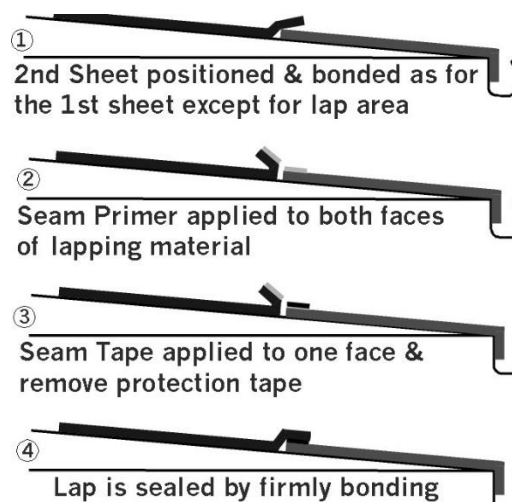 ①
2nd Sheet positioned & bonded as for
the 1st sheet except for lap area
②
Seam Primer applied to both faces
of lapping material
③
Seam Tape applied to one face &
remove protection tape
④
Lap is sealed by firmly bonding